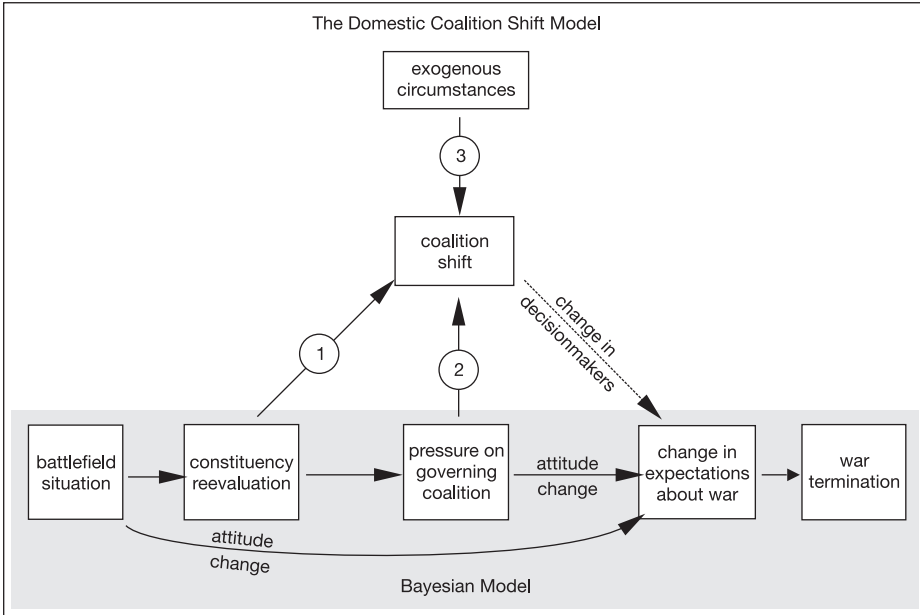 The Domestic Coalition Shift Model
exogenous
circumstances
3
coalition
shift
change in
decisionmakers
1
2
battlefield
situation
constituency
reevaluation
pressure on
governing
coalition
attitude
change
change in
expectations
about war
war
termination
attitude
change
Bayesian Model